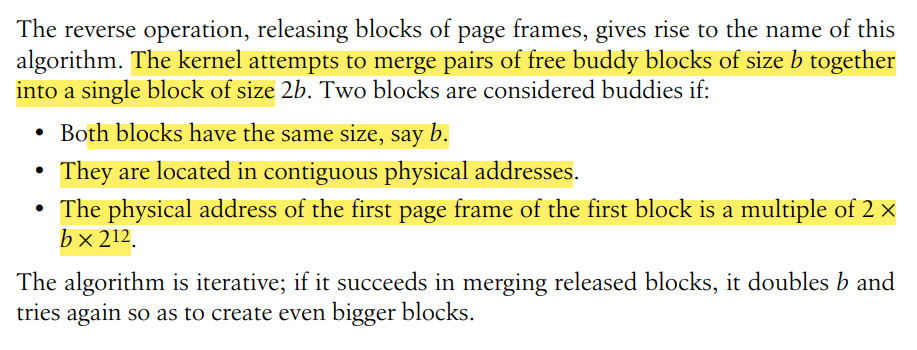 The reverse operation, releasing blocks of page frames, gives rise to the name of this
algorithm. The kernel attempts to merge pairs of free buddy blocks of size b together
into a single block of size 2b. Two blocks are considered buddies if:
• Both blocks have the same size, say b.
• They are located in contiguous physical addresses.
• The physical address of the first page frame of the first block is a multiple of 2 ×
b × 2¹².
The algorithm is iterative; if it succeeds in merging released blocks, it doubles b and
tries again so as to create even bigger blocks.